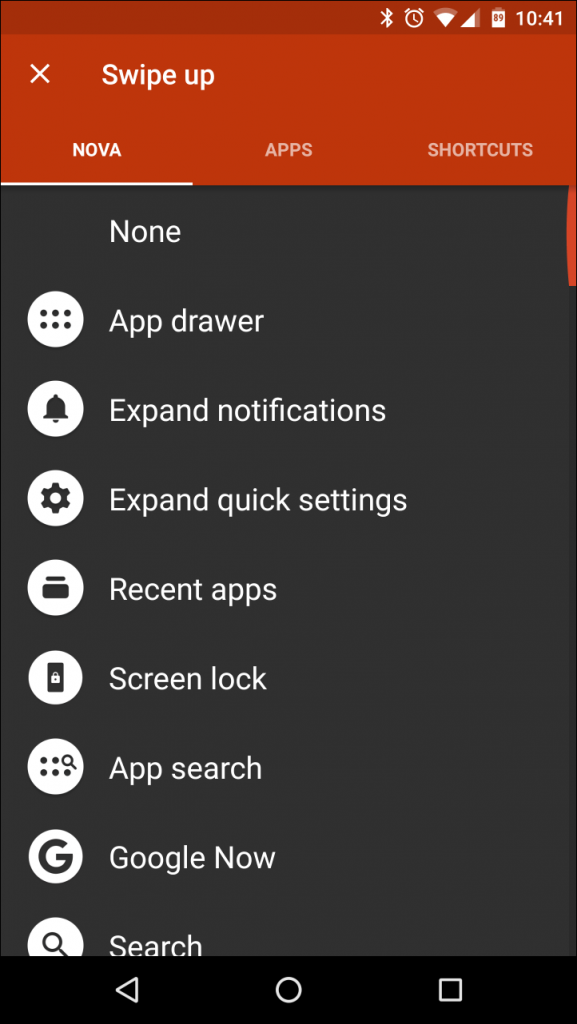 89 10:41
Swipe up
NOVA APPS SHORTCUTS
None
App drawer
Expand notifications
Expand quick settings
Recent apps
Screen lock
App search
G Google Now
Search